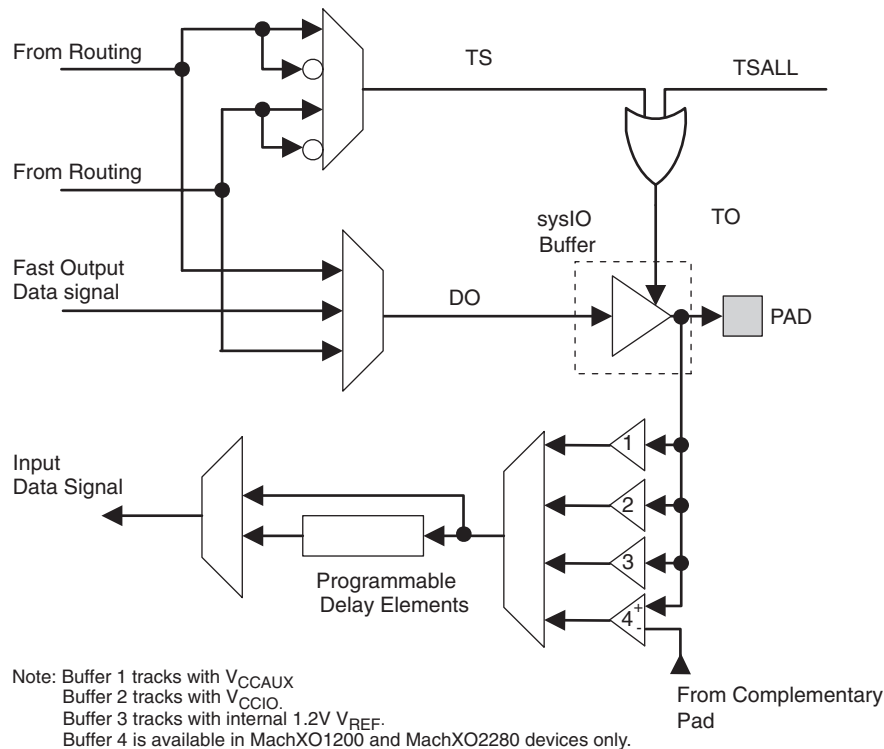 From Routing
TS
TSALL
From Routing
sysIO
Buffer
TO
Fast Output
Data signal
DO
PAD
1
Input
Data Signal
2
3
Programmable
Delay Elements
4
+
-
From Complementary
Pad
Note: Buffer 1 tracks with VCCAUX
Buffer 2 tracks with VCCIO.
Buffer 3 tracks with internal 1.2V VREF.
Buffer 4 is available in MachXO1200 and MachXO2280 devices only.